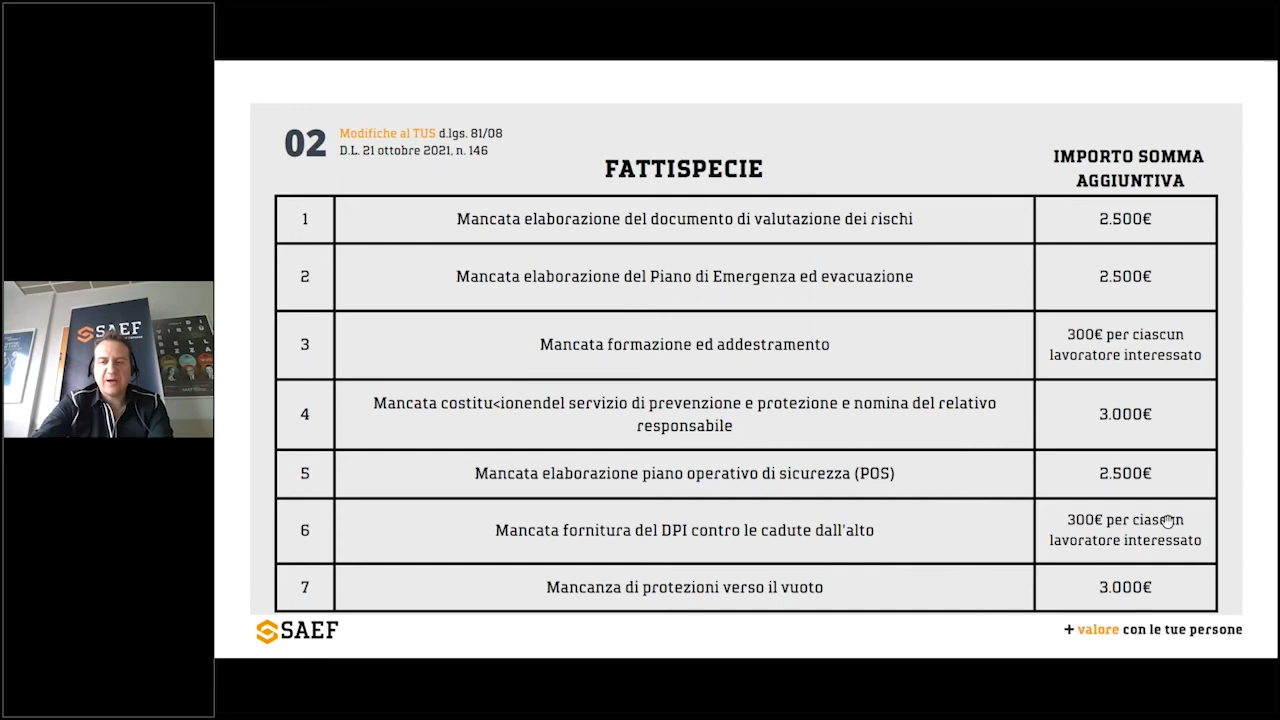 02
Modifiche al TUS d.lgs. 81/08
D.L. 21 ottobre 2021, n. 146
FATTISPECIE
IMPORTO SOMMA
AGGIUNTIVA
1 Mancata elaborazione del documento di valutazione dei rischi 2.500€
2 Mancata elaborazione del Piano di Emergenza ed evacuazione 2.500€
3 Mancata formazione ed addestramento 300€ per ciascun
lavoratore interessato
4 Mancata costitu<ionendel servizio di prevenzione e protezione e nomina del relativo
responsabile 3.000€
5 Mancata elaborazione piano operativo di sicurezza (POS) 2.500€
6 Mancata fornitura del DPI contro le cadute dall'alto 300€ per ciascun
lavoratore interessato
7 Mancanza di protezioni verso il vuoto 3.000€
SAEF
+ valore con le tue persone
SAEF